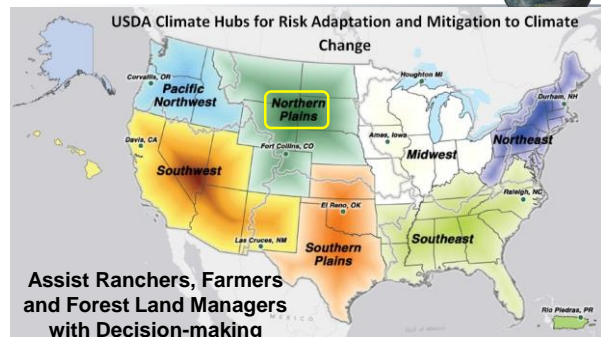 USDA Climate Hubs for Risk Adaptation and Mitigation to Climate
Change
Corvallis, OR
Pacific
Northwest
Northern
Plains
Houghton MI
Durham, NH
Davis, CA
Fort Collins, CO
Ames, Iowa
Midwest
Northeast
Southwest
El Reno, OK
Raleigh, NC
Las Cruces, NM
Southern
Plains
Southeast
Assist Ranchers, Farmers
and Forest Land Managers
with Decision-making
Mexico
Rio Piedras, PR